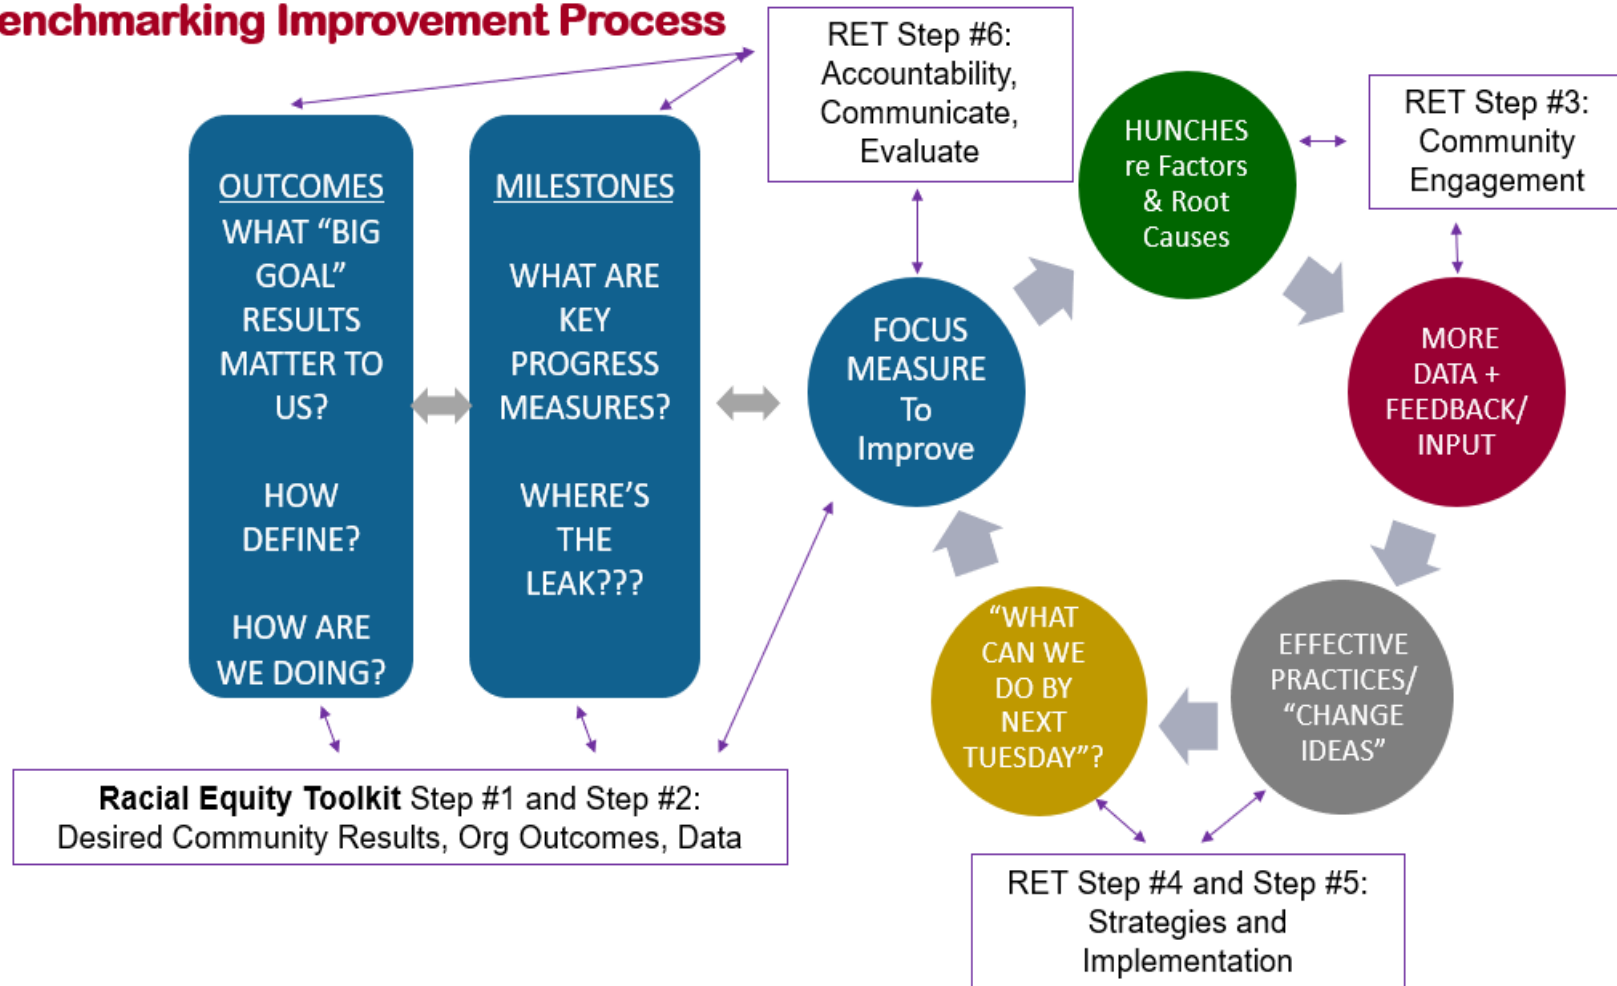 enchmarking Improvement Process
RET Step #6:
Accountability,
Communicate,
Evaluate
HUNCHES
re Factors
& Root
Causes
RET Step #3:
Community
Engagement
OUTCOMES
WHAT “BIG
GOAL”
RESULTS
MATTER TO
US?
HOW
DEFINE?
HOW ARE
WE DOING?
MILESTONES
WHAT ARE
KEY
PROGRESS
MEASURES?
WHERE’S
THE
LEAK???
FOCUS
MEASURE
To
Improve
MORE
DATA +
FEEDBACK/
INPUT
“WHAT
CAN WE
DO BY
NEXT
TUESDAY”?
EFFECTIVE
PRACTICES/
“CHANGE
IDEAS”
Racial Equity Toolkit Step #1 and Step #2:
Desired Community Results, Org Outcomes, Data
RET Step #4 and Step #5:
Strategies and
Implementation